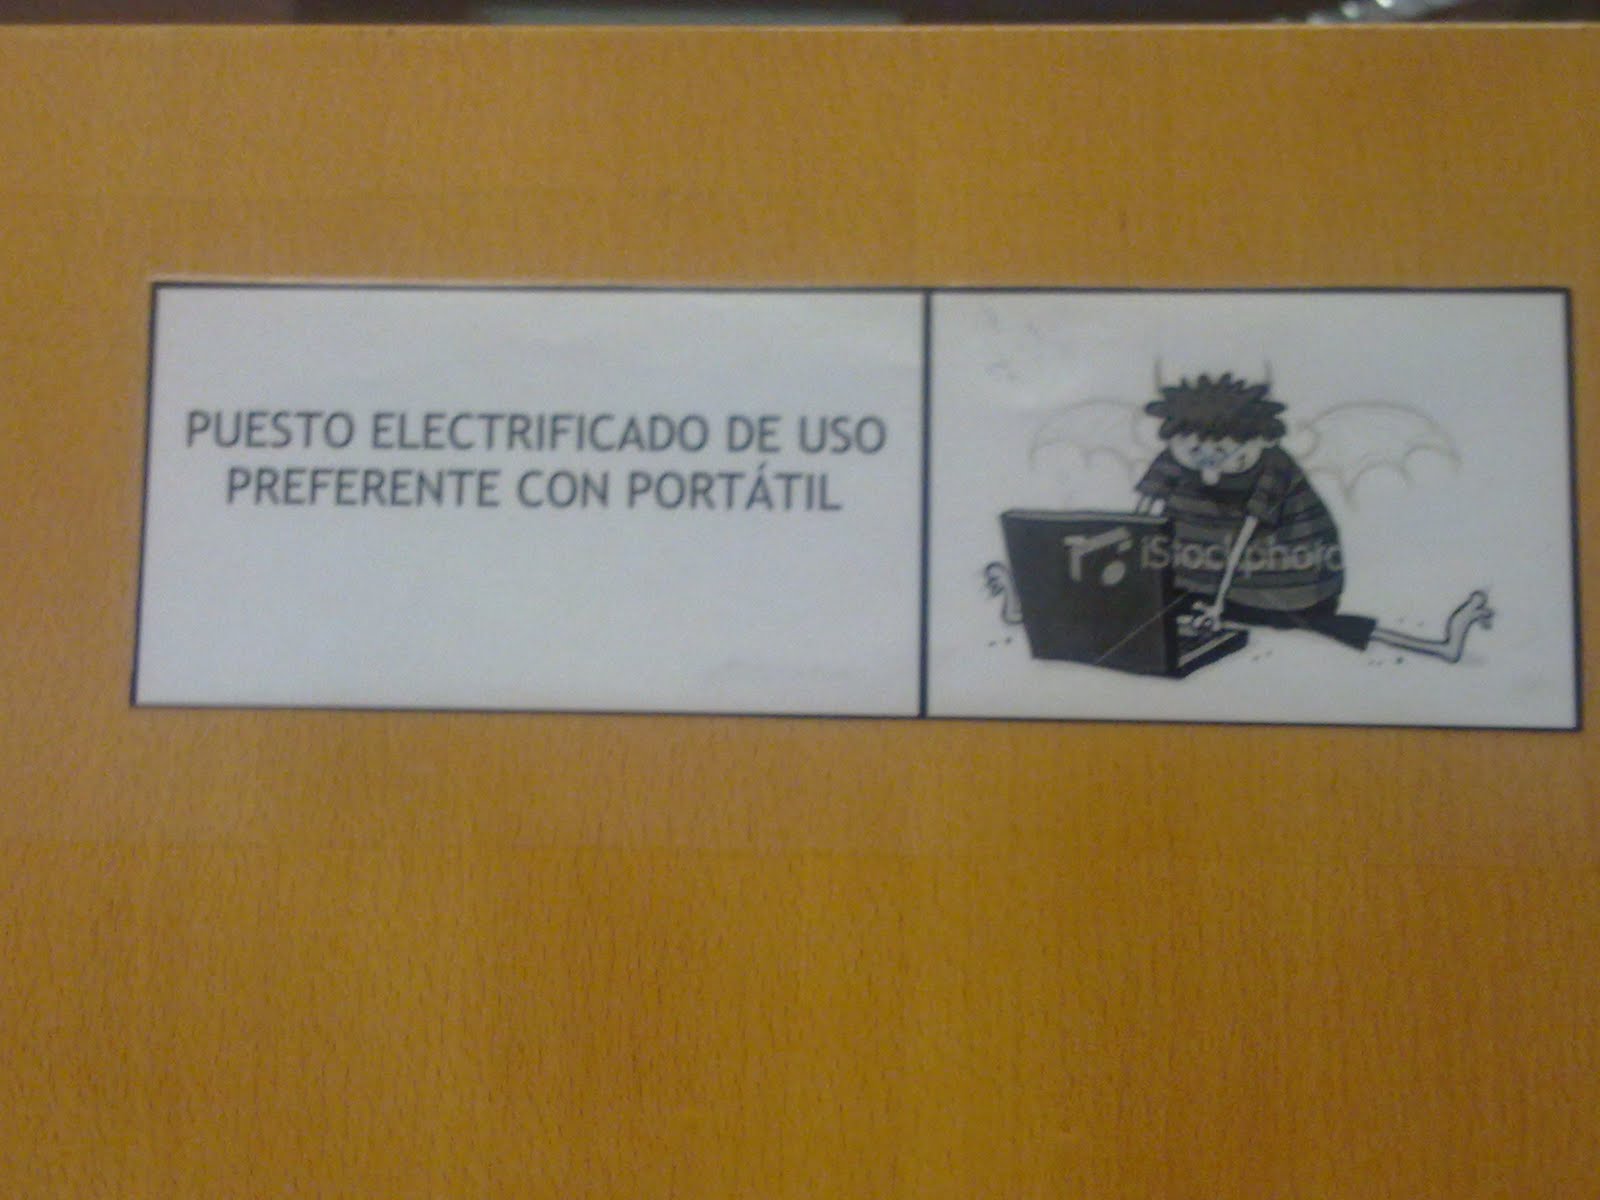 PUESTO ELECTRIFICADO DE USO
PREFERENTE CON PORTÁTIL
iStockphoto